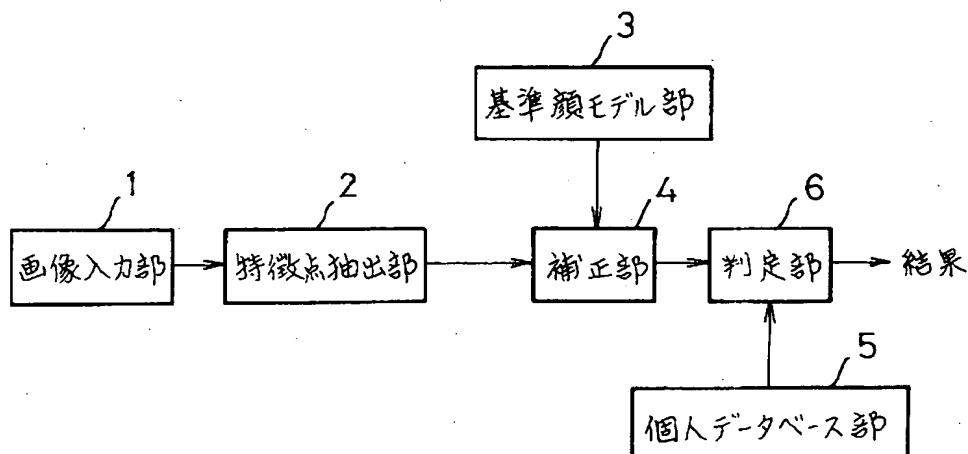 3
基準顔モデル部
1
2
4
6
画像入力部
特徴点抽出部
補正部
判定部
結果
5
個人データベース部